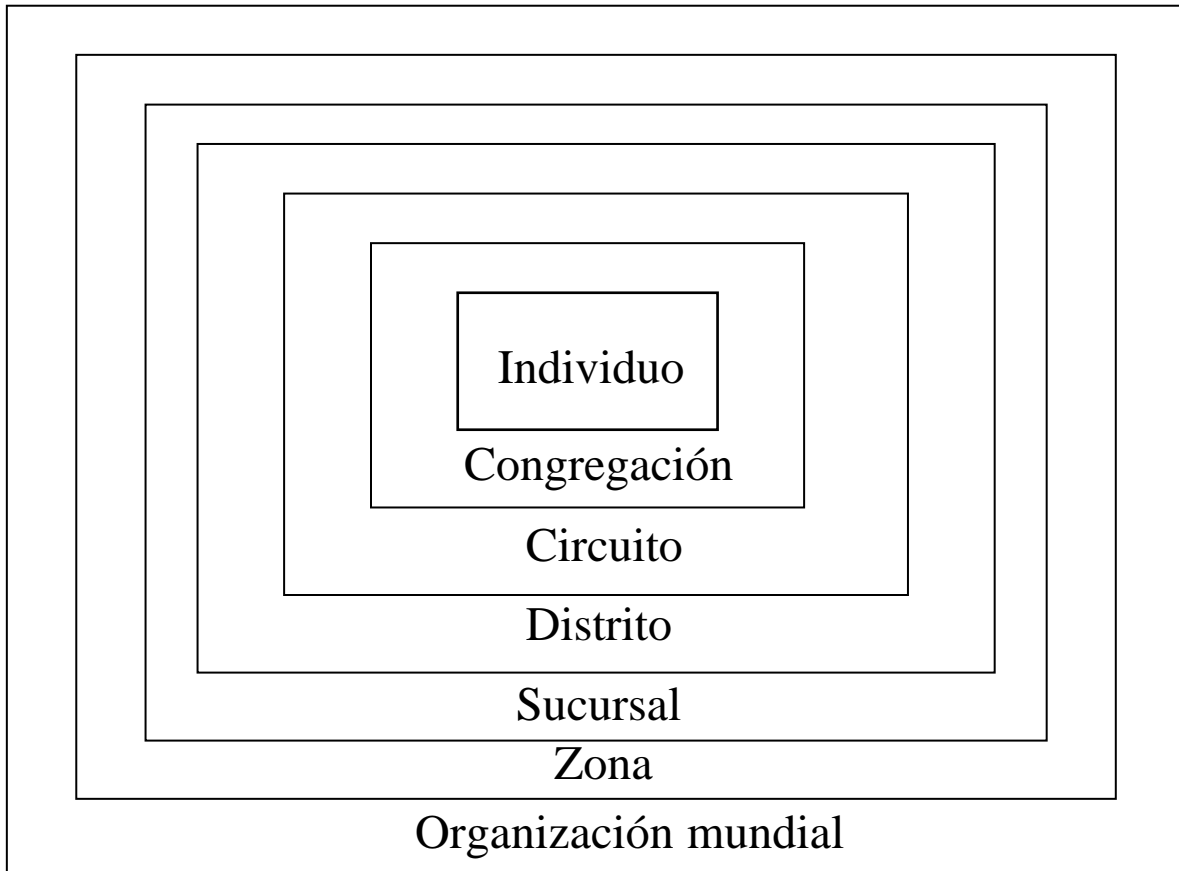 Individuo
Congregación
Circuito
Distrito
Sucursal
Zona
Organización mundial